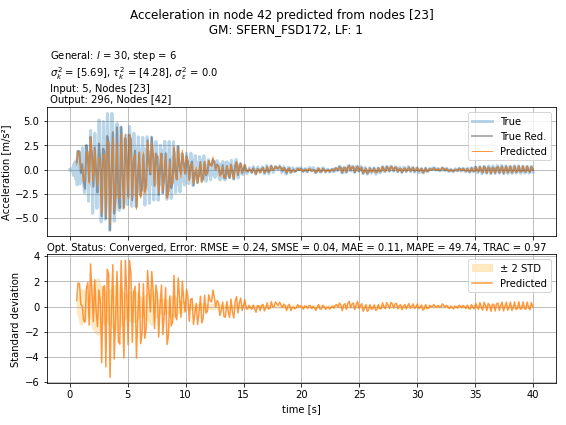 Acceleration in node 42 predicted from nodes [23]
GM: SFERN_FSD172, LF: 1
General: l = 30, step = 6
σ²ₖ = [5.69], τ²ₖ = [4.28], σ²ε = 0.0
Input: 5, Nodes [23]
Output: 296, Nodes [42]
True
True Red.
Predicted
Acceleration [m/s²]
5.0
2.5
0.0
−2.5
−5.0
Opt. Status: Converged, Error: RMSE = 0.24, SMSE = 0.04, MAE = 0.11, MAPE = 49.74, TRAC = 0.97
± 2 STD
Predicted
Standard deviation
4
2
0
−2
−4
−6
0 5 10 15 20 25 30 35 40
time [s]